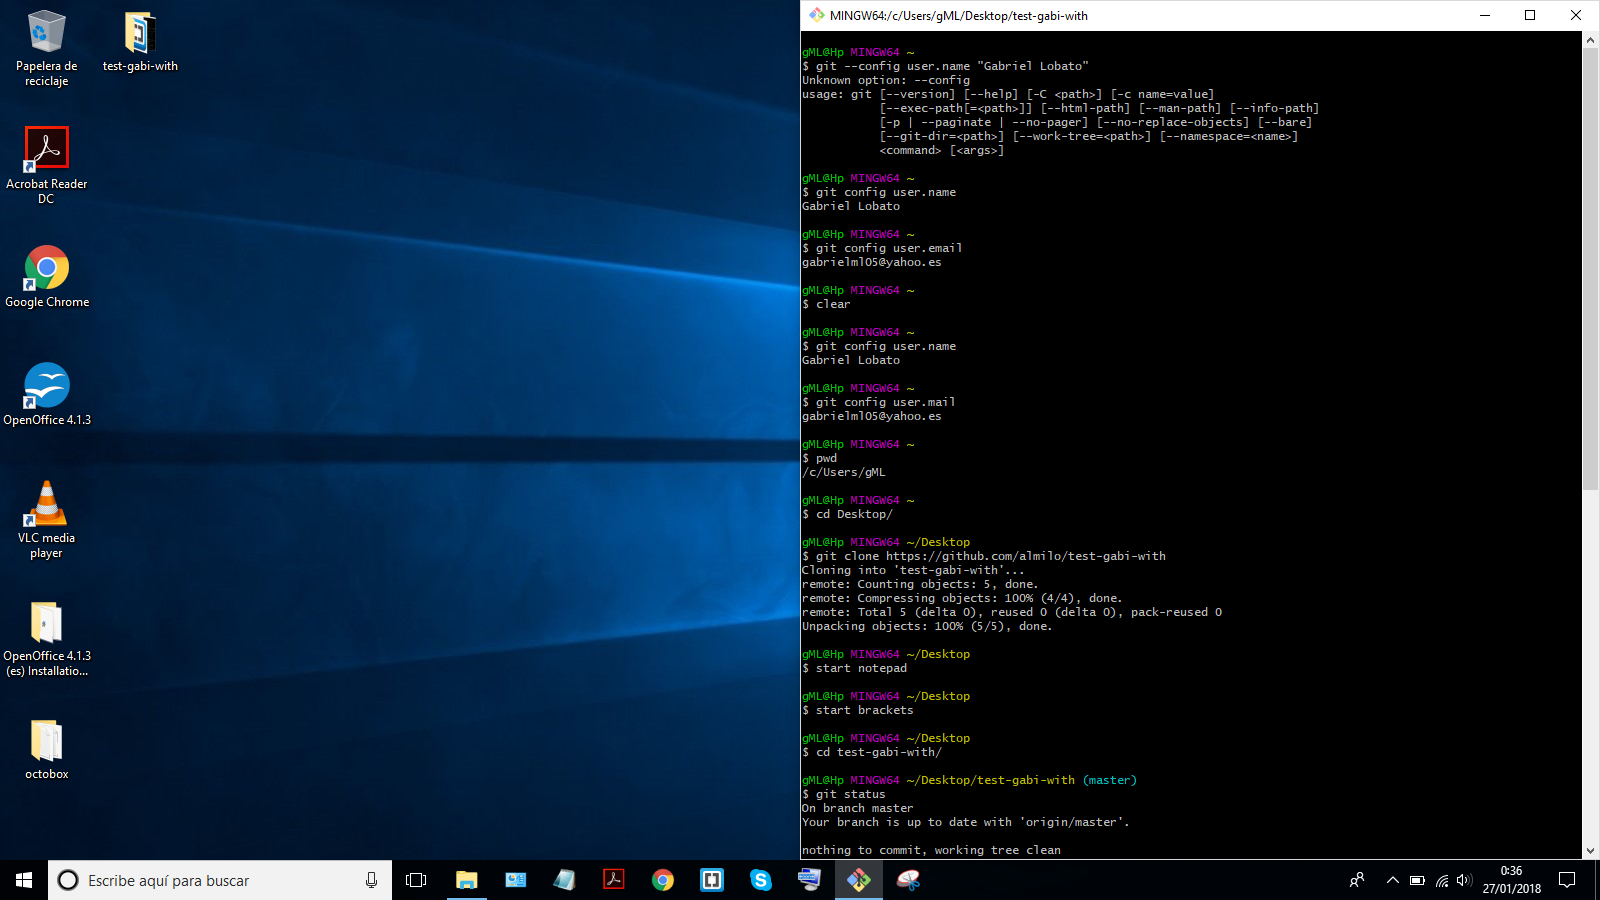 Papelera de
reciclaje
test-gabi-with
Acrobat Reader
DC
Google Chrome
OpenOffice 4.1.3
VLC media
player
OpenOffice 4.1.3
(es) Installatio...
octobox
MINGW64:/c/Users/gML/Desktop/test-gabi-with
gML@Hp MINGW64 ~
$ git --config user.name "Gabriel Lobato"
Unknown option: --config
usage: git [--version] [--help] [-C <path>] [-c name=value]
[--exec-path[=<path>]] [--html-path] [--man-path] [--info-path]
[-p | --paginate | --no-pager] [--no-replace-objects] [--bare]
[--git-dir=<path>] [--work-tree=<path>] [--namespace=<name>]
<command> [<args>]
gML@Hp MINGW64 ~
$ git config user.name
Gabriel Lobato
gML@Hp MINGW64 ~
$ git config user.email
gabrielml05@yahoo.es
gML@Hp MINGW64 ~
$ clear
gML@Hp MINGW64 ~
$ git config user.name
Gabriel Lobato
gML@Hp MINGW64 ~
$ git config user.mail
gabrielml05@yahoo.es
gML@Hp MINGW64 ~
$ pwd
/c/Users/gML
gML@Hp MINGW64 ~
$ cd Desktop/
gML@Hp MINGW64 ~/Desktop
$ git clone https://github.com/almilo/test-gabi-with
Cloning into 'test-gabi-with'...
remote: Counting objects: 5, done.
remote: Compressing objects: 100% (4/4), done.
remote: Total 5 (delta 0), reused 0 (delta 0), pack-reused 0
Unpacking objects: 100% (5/5), done.
gML@Hp MINGW64 ~/Desktop
$ start notepad
gML@Hp MINGW64 ~/Desktop
$ start brackets
gML@Hp MINGW64 ~/Desktop
$ cd test-gabi-with/
gML@Hp MINGW64 ~/Desktop/test-gabi-with (master)
$ git status
On branch master
Your branch is up to date with 'origin/master'.
nothing to commit, working tree clean
Escribe aquí para buscar
0:36
27/01/2018